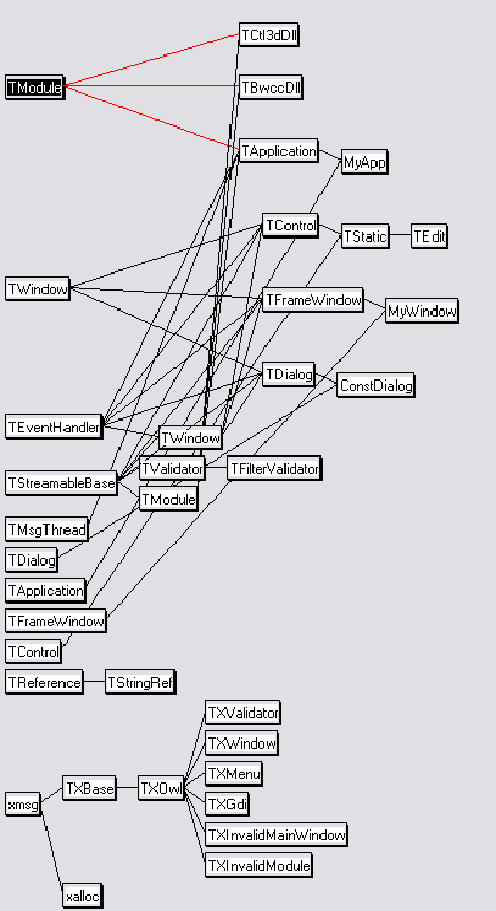 TCtl3dDll
TModule
TBwccDll
TApplication
MyApp
TControl
TStatic
TEdit
TWindow
TFrameWindow
MyWindow
TDialog
ConstDialog
TEventHandler
TWindow
TValidator
TFilterValidator
TStreamableBase
TModule
TMsgThread
TDialog
TApplication
TFrameWindow
TControl
TReference
TStringRef
TXValidator
TXWindow
TXMenu
TXBase
TXOwl
xmsg
TXGdi
TXInvalidMainWindow
TXInvalidModule
xalloc